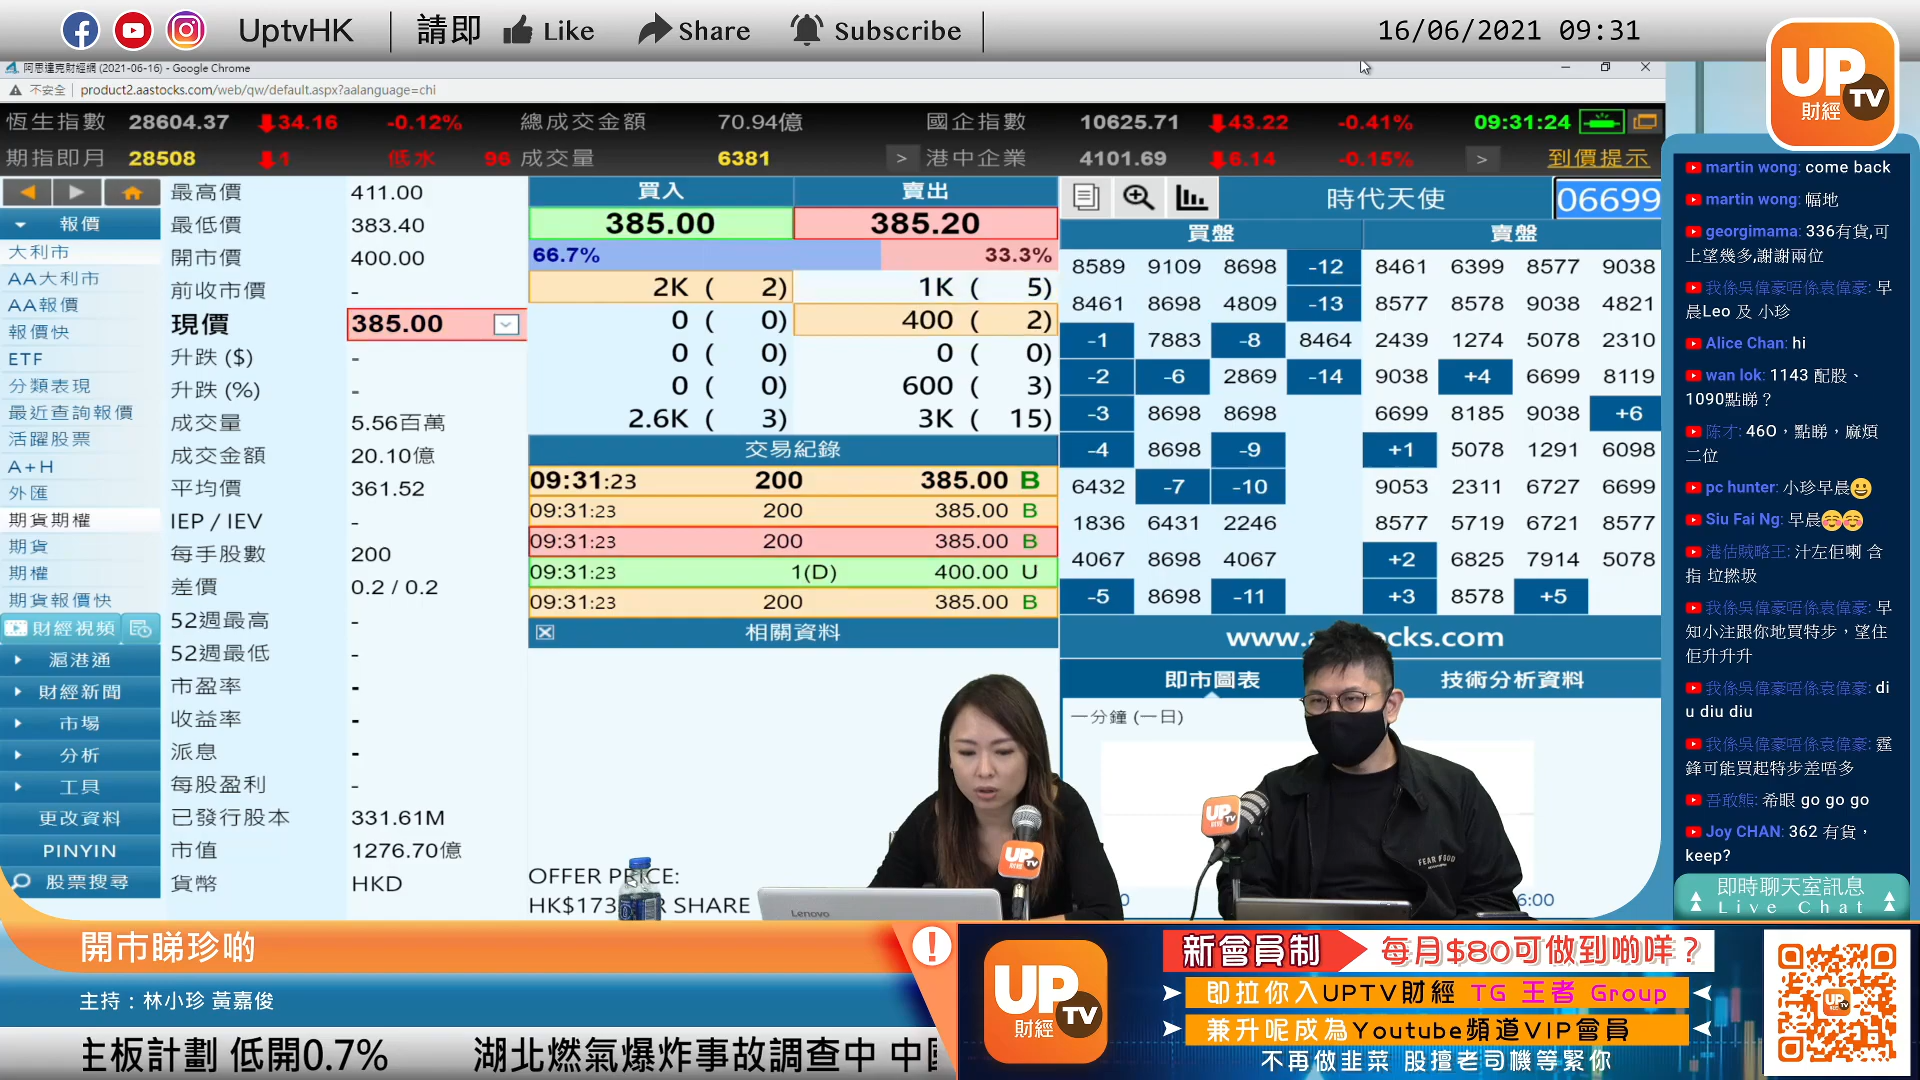 UptvHK
請即 Like Share Subscribe
16/06/2021 09:31
UP TV 財經
阿思達克財經網 (2021-06-16) - Google Chrome
不安全 | product2.aastocks.com/web/qw/default.aspx?aalanguage=chi
恆生指數 28604.37 34.16 -0.12% 總成交金額 70.94億 國企指數 10625.71 43.22 -0.41% 09:31:24
期指即月 28508 1 低水 96 成交量 6381 > 港中企業 4101.69 6.14 -0.15% > 到價提示
報價
大利市
AA大利市
AA報價
報價快
ETF
分類表現
最近查詢報價
活躍股票
A+H
外匯
期貨期權
期貨
期權
期貨報價快
財經視頻
滬港通
財經新聞
市場
分析
工具
更改資料
PINYIN
股票搜尋
最高價 411.00
最低價 383.40
開市價 400.00
前收市價 -
現價 385.00
升跌 ($) -
升跌 (%) -
成交量 5.56百萬
成交金額 20.10億
平均價 361.52
IEP / IEV -
每手股數 200
差價 0.2 / 0.2
52週最高 -
52週最低 -
市盈率 -
收益率 -
派息 -
每股盈利 -
已發行股本 331.61M
市值 1276.70億
貨幣 HKD
買入 賣出
385.00 385.20
66.7% 33.3%
2K ( 2) 1K ( 5)
0 ( 0) 400 ( 2)
0 ( 0) 0 ( 0)
0 ( 0) 600 ( 3)
2.6K ( 3) 3K ( 15)
交易紀錄
09:31:23 200 385.00 B
09:31:23 200 385.00 B
09:31:23 200 385.00 B
09:31:23 1(D) 400.00 U
09:31:23 200 385.00 B
相關資料
OFFER PRICE:
HK$173 SHARE
時代天使 06699
買盤 賣盤
8589 9109 8698 -12 8461 6399 8577 9038
8461 8698 4809 -13 8577 8578 9038 4821
-1 7883 -8 8464 2439 1274 5078 2310
-2 -6 2869 -14 9038 +4 6699 8119
-3 8698 8698 6699 8185 9038 +6
-4 8698 -9 +1 5078 1291 6098
6432 -7 -10 9053 2311 6727 6699
1836 6431 2246 8577 5719 6721 8577
4067 8698 4067 +2 6825 7914 5078
-5 8698 -11 +3 8578 +5
www.a cks.com
即市圖表 技術分析資料
一分鐘 (一日)
6:00
Lenovo
UP TV 財經
UP TV
FEAR FOOD
martin wong: come back
martin wong: 幅地
georgimama: 336有貨,可
上望幾多,謝謝兩位
我係吳偉豪唔係袁偉豪: 早
晨Leo 及 小珍
Alice Chan: hi
wan lok: 1143 配股、
1090點睇？
陈才: 46O，點睇，麻煩
二位
pc hunter: 小珍早晨😀
Siu Fai Ng: 早晨☺️☺️
港估賊略王: 汁左佢喇 含
指 垃撚圾
我係吳偉豪唔係袁偉豪: 早
知小注跟你地買特步，望住
佢升升升
我係吳偉豪唔係袁偉豪: di
u diu diu
我係吳偉豪唔係袁偉豪: 霆
鋒可能買起特步差唔多
吾敢熊: 希眼 go go go
Joy CHAN: 362 有貨，
keep?
即時聊天室訊息
Live Chat
開市睇珍啲
主持：林小珍 黃嘉俊
主板計劃 低開0.7% 湖北燃氣爆炸事故調查中
UP TV 財經
新會員制 每月$80可做到啲咩？
即拉你入UPTV財經 TG 王者 Group
兼升呢成為Youtube頻道VIP會員
不再做韭菜 股擅老司機等緊你
UP TV